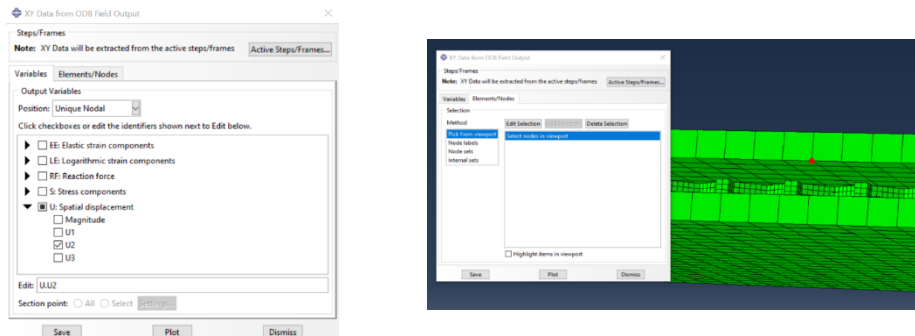 XY Data from ODB Field Output
Steps/Frames
Note: XY Data will be extracted from the active steps/frames
Active Steps/Frames...
Variables
Elements/Nodes
Output Variables
Position: Unique Nodal
Click checkboxes or edit the identifiers shown next to Edit below.
EE: Elastic strain components
LE: Logarithmic strain components
RF: Reaction force
S: Stress components
U: Spatial displacement
Magnitude
U1
U2
U3
Edit: U.U2
Section point: All Select Settings...
Save Plot Dismiss
XY Data from ODB Field Output
Steps/Frames
Note: XY Data will be extracted from the active steps/frames
Active Steps/Frames...
Variables Elements/Nodes
Selection
Method
Edit Selection Add Selection Delete Selection
Pick from viewport
Node labels
Node sets
Internal sets
Select nodes in viewport
Highlight items in viewport
Save Plot Dismiss